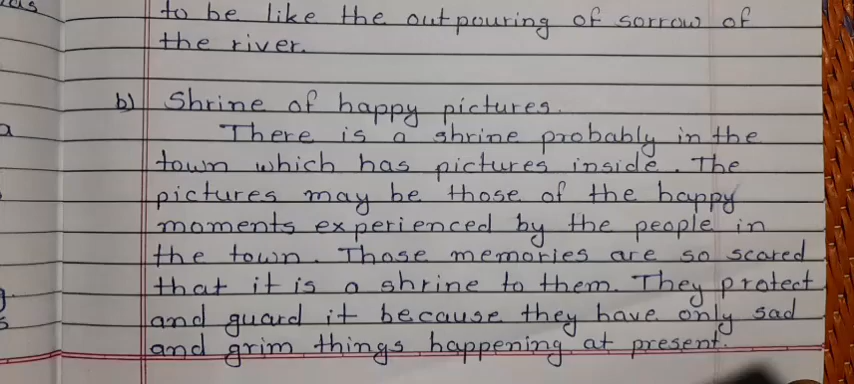 to be like the outpouring of sorrow of
the river.
b) Shrine of happy pictures.
There is a shrine probably in the
town which has pictures inside. The
pictures may be those of the happy
moments experienced by the people in
the town. Those memories are so scared
that it is a shrine to them. They protect
and guard it because they have only sad
and grim things happening at present.